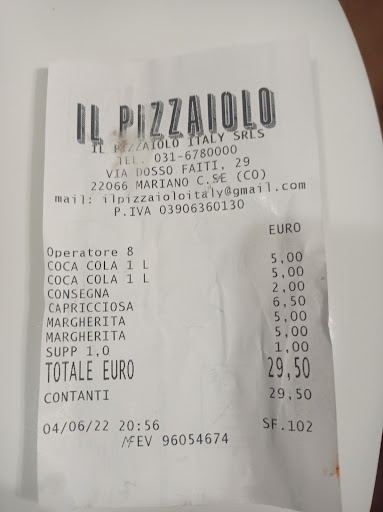 IL PIZZAIOLO
IL PIZZAIOLO ITALY SRLS
TEL. 031-6780000
VIA DOSSO FAITI, 29
22066 MARIANO C.SE (CO)
mail: ilpizzaioloitaly@gmail.com
P.IVA 03906360130
EURO
Operatore 8
COCA COLA 1 L 5,00
COCA COLA 1 L 5,00
CONSEGNA 2,00
CAPRICCIOSA 6,50
MARGHERITA 5,00
MARGHERITA 5,00
SUPP 1,0 1,00
TOTALE EURO 29,50
CONTANTI 29,50
04/06/22 20:56 SF.102
MFEV 96054674